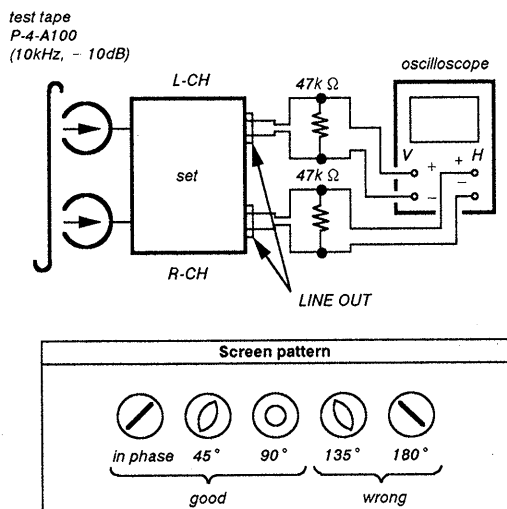 test tape
P-4-A100
(10kHz, – 10dB)
L-CH
47k Ω
oscilloscope
set
V
+
+
H
–
–
47k Ω
R-CH
LINE OUT
Screen pattern
in phase 45° 90° 135° 180°
good wrong